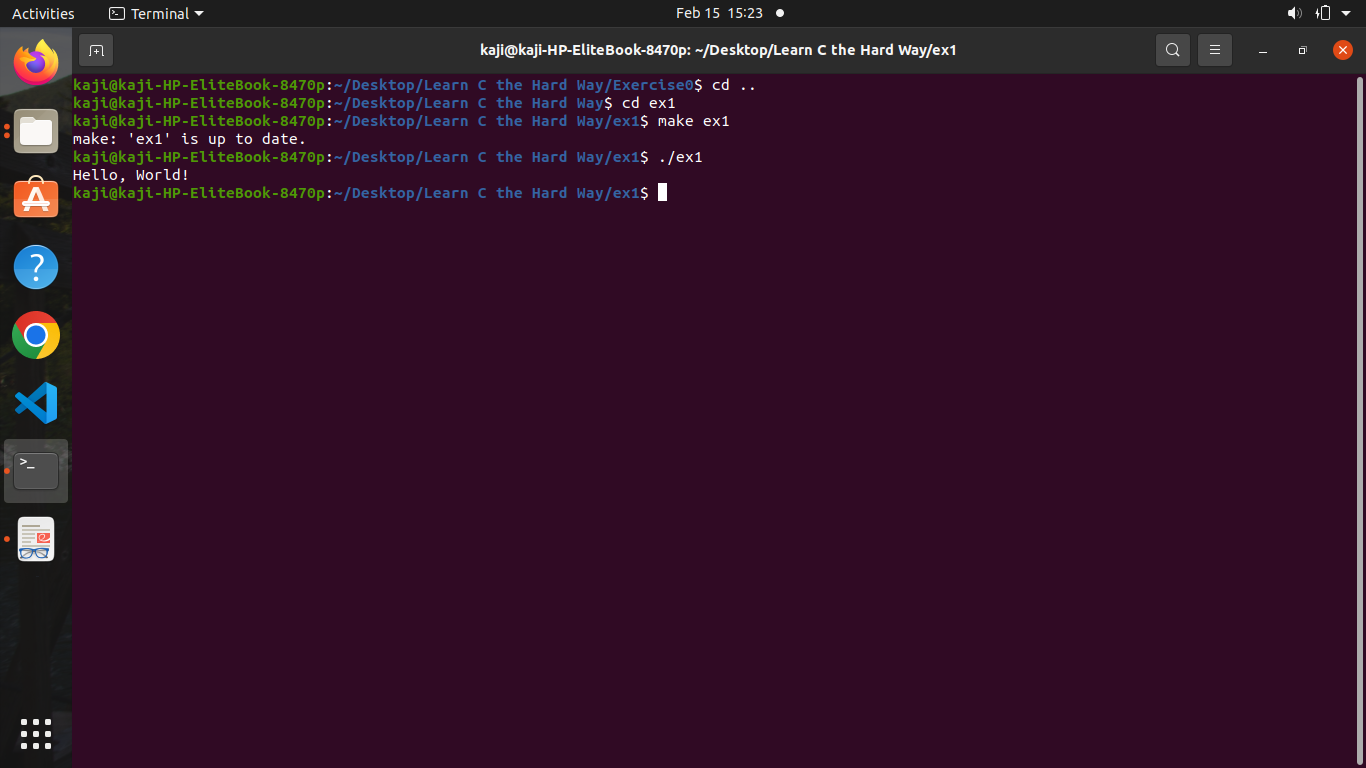 Activities
Terminal
Feb 15 15:23
kaji@kaji-HP-EliteBook-8470p: ~/Desktop/Learn C the Hard Way/ex1
kaji@kaji-HP-EliteBook-8470p:~/Desktop/Learn C the Hard Way/Exercise0$ cd ..
kaji@kaji-HP-EliteBook-8470p:~/Desktop/Learn C the Hard Way$ cd ex1
kaji@kaji-HP-EliteBook-8470p:~/Desktop/Learn C the Hard Way/ex1$ make ex1
make: 'ex1' is up to date.
kaji@kaji-HP-EliteBook-8470p:~/Desktop/Learn C the Hard Way/ex1$ ./ex1
Hello, World!
kaji@kaji-HP-EliteBook-8470p:~/Desktop/Learn C the Hard Way/ex1$